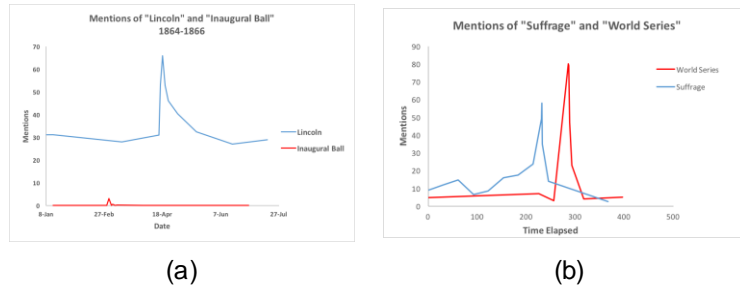 Mentions of "Lincoln" and "Inaugural Ball"
1864-1866
70
60
50
40
30
20
10
0
Mentions
8-Jan 27-Feb 18-Apr 7-Jun 27-Jul
Date
Lincoln
Inaugural Ball
(a)
Mentions of "Suffrage" and "World Series"
90
80
70
60
50
40
30
20
10
0
Mentions
0 100 200 300 400 500
Time Elapsed
World Series
Suffrage
(b)